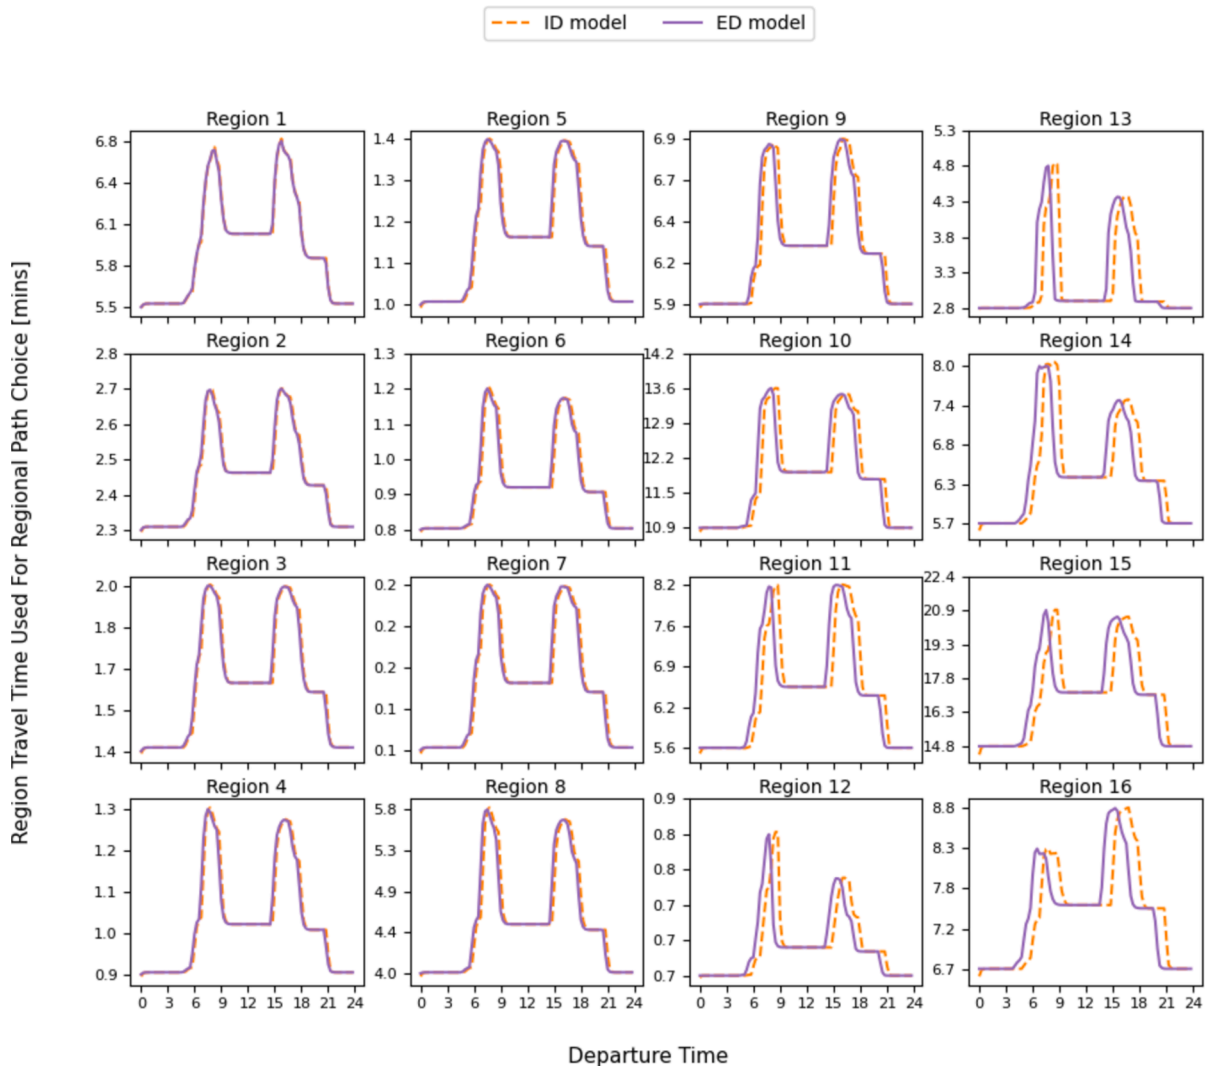 ID model ED model
Region Travel Time Used For Regional Path Choice [mins]
Region 1 Region 5 Region 9 Region 13
6.8 1.4 6.9 5.3
6.4 1.3 6.7 4.8
6.1 1.2 6.4 4.3
5.8 1.1 6.2 3.8
5.5 1.0 5.9 3.3
2.8
Region 2 Region 6 Region 10 Region 14
2.8 1.3 14.2 8.0
2.7 1.2 13.6 7.4
2.6 1.1 12.9 6.8
2.5 1.0 12.2 6.3
2.4 0.9 11.5 5.7
2.3 0.8 10.9
Region 3 Region 7 Region 11 Region 15
2.0 0.2 8.2 22.4
1.8 0.2 7.6 20.9
1.7 0.2 6.9 19.3
1.5 0.1 6.2 17.8
1.4 0.1 5.6 16.3
14.8
Region 4 Region 8 Region 12 Region 16
1.3 5.8 0.9 8.8
1.2 5.3 0.8 8.3
1.1 4.9 0.8 7.8
1.0 4.4 0.7 7.2
0.9 4.0 0.7 6.7
0.7
0 3 6 9 12 15 18 21 24 0 3 6 9 12 15 18 21 24 0 3 6 9 12 15 18 21 24 0 3 6 9 12 15 18 21 24
Departure Time